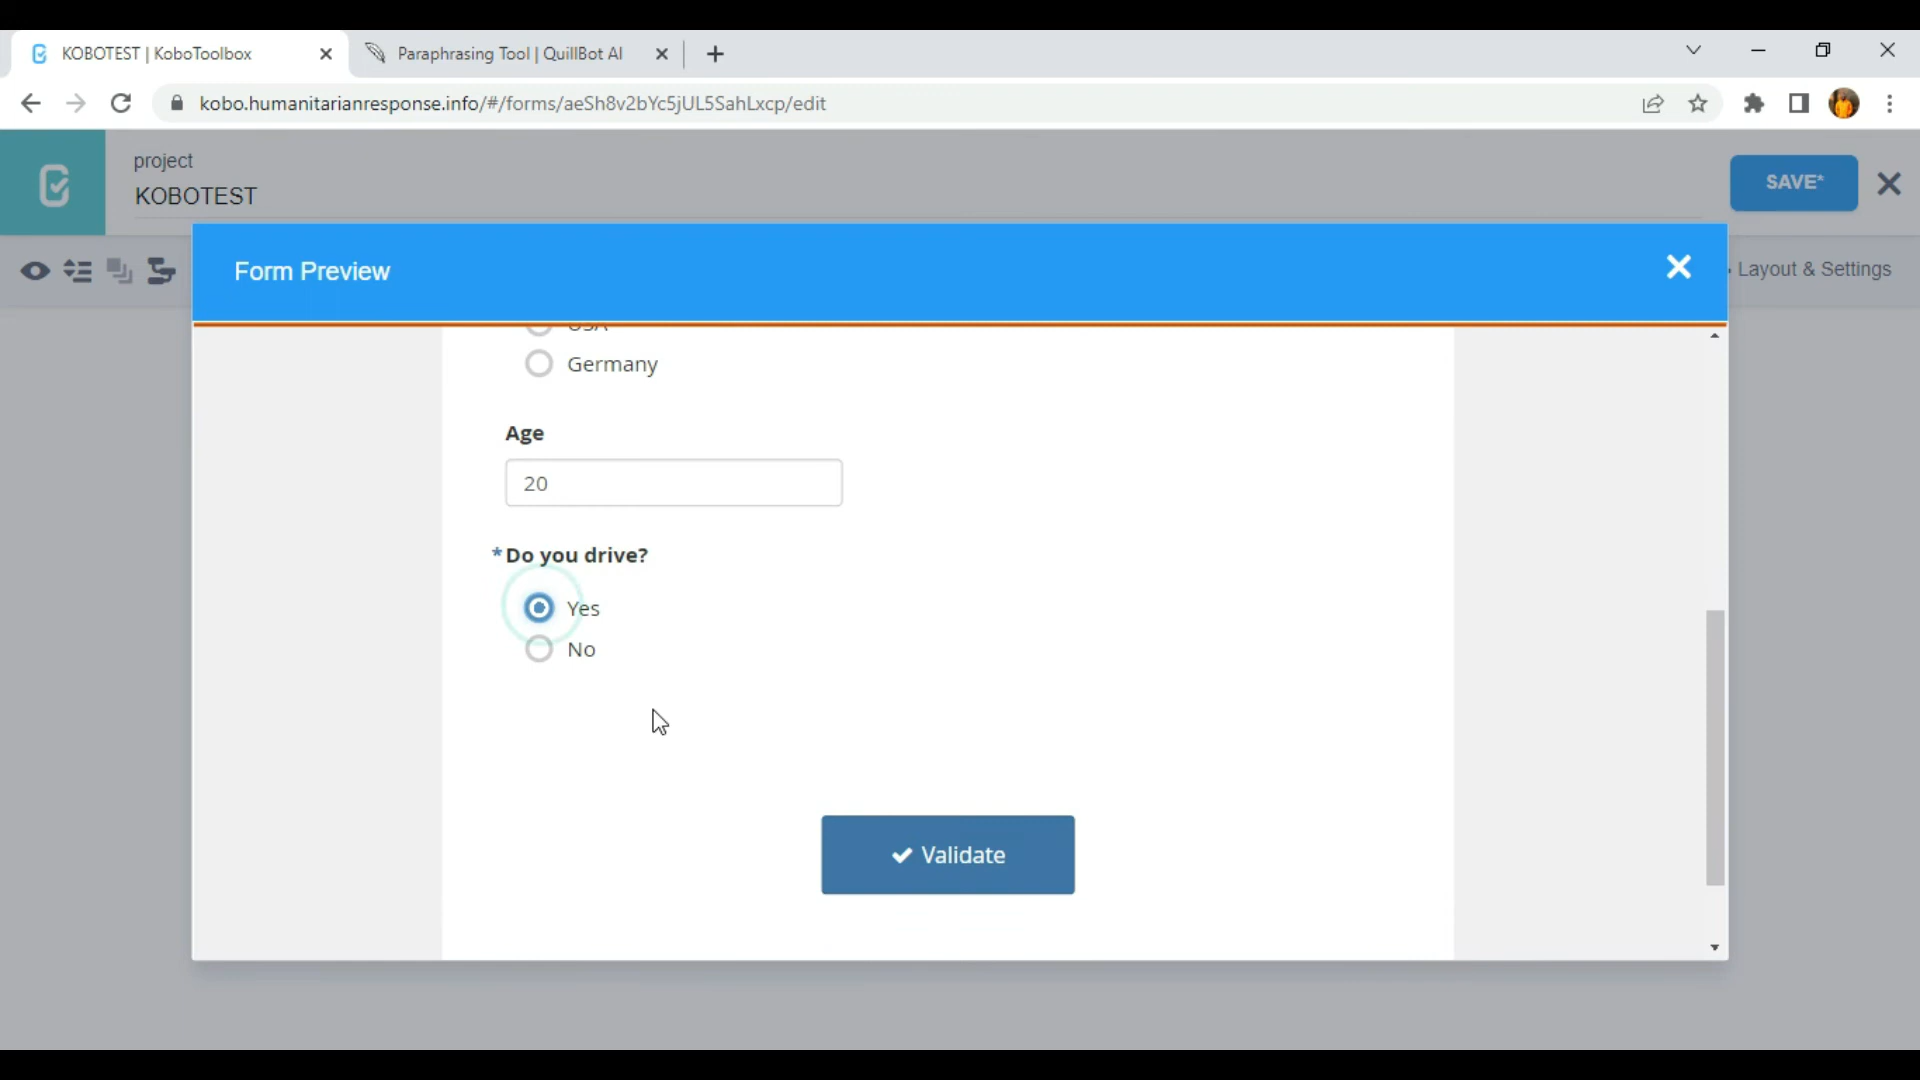 KOBOTEST | KoboToolbox
Paraphrasing Tool | QuillBot AI
kobo.humanitarianresponse.info/#/forms/aeSh8v2bYc5jUL5SahLxcp/edit
project
KOBOTEST
SAVE*
Form Preview
Layout & Settings
USA
Germany
Age
20
*Do you drive?
Yes
No
Validate